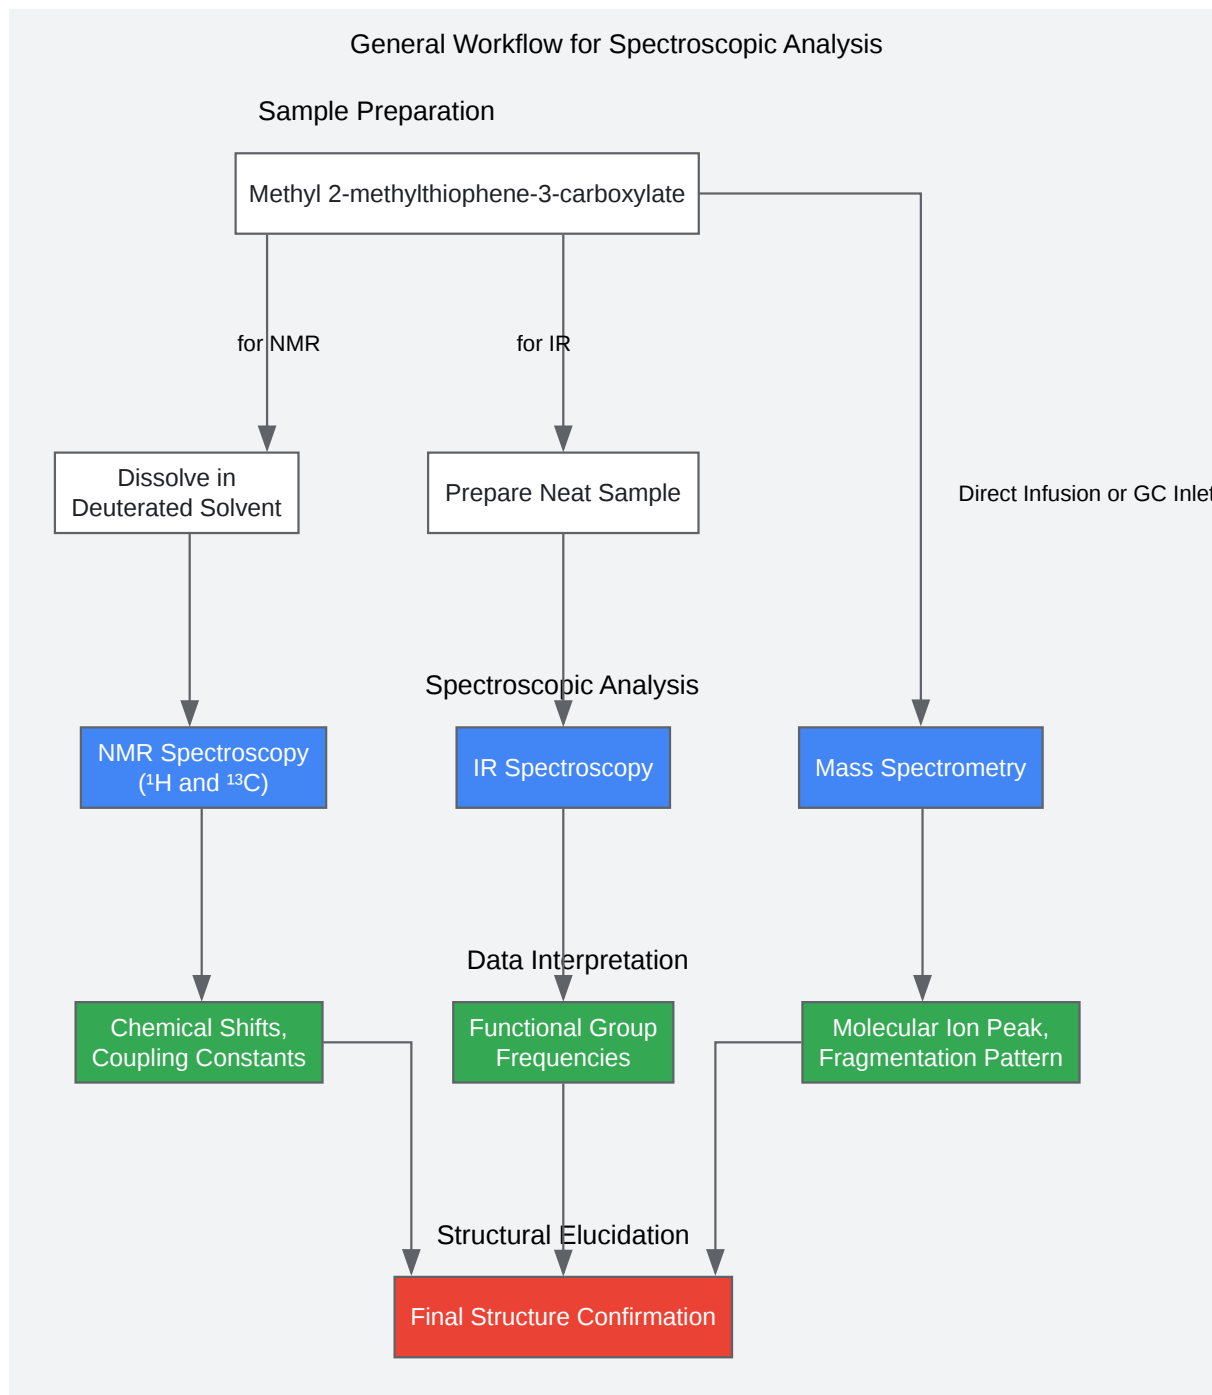 General Workflow for Spectroscopic Analysis
Sample Preparation
Methyl 2-methylthiophene-3-carboxylate
for NMR
for IR
Dissolve in
Deuterated Solvent
Prepare Neat Sample
Direct Infusion or GC Inlet
Spectroscopic Analysis
NMR Spectroscopy
(¹H and ¹³C)
IR Spectroscopy
Mass Spectrometry
Data Interpretation
Chemical Shifts,
Coupling Constants
Functional Group
Frequencies
Molecular Ion Peak,
Fragmentation Pattern
Structural Elucidation
Final Structure Confirmation